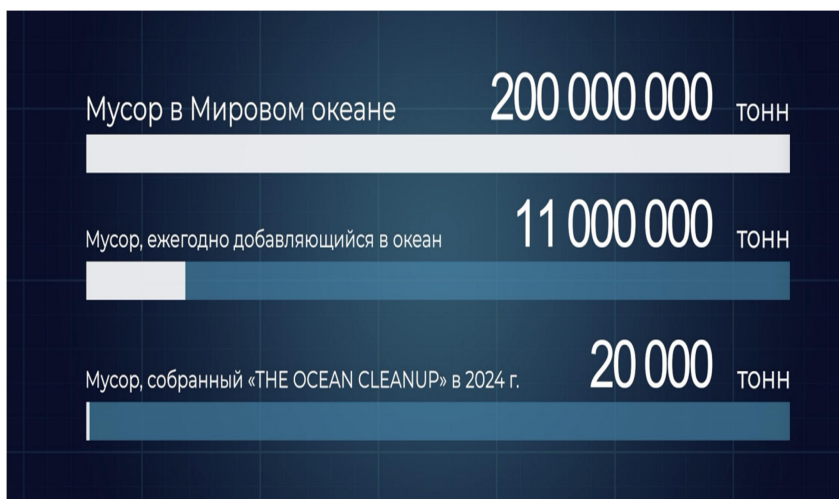 Мусор в Мировом океане 200 000 000 тонн
Мусор, ежегодно добавляющийся в океан 11 000 000 тонн
Мусор, собранный «THE OCEAN CLEANUP» в 2024 г. 20 000 тонн